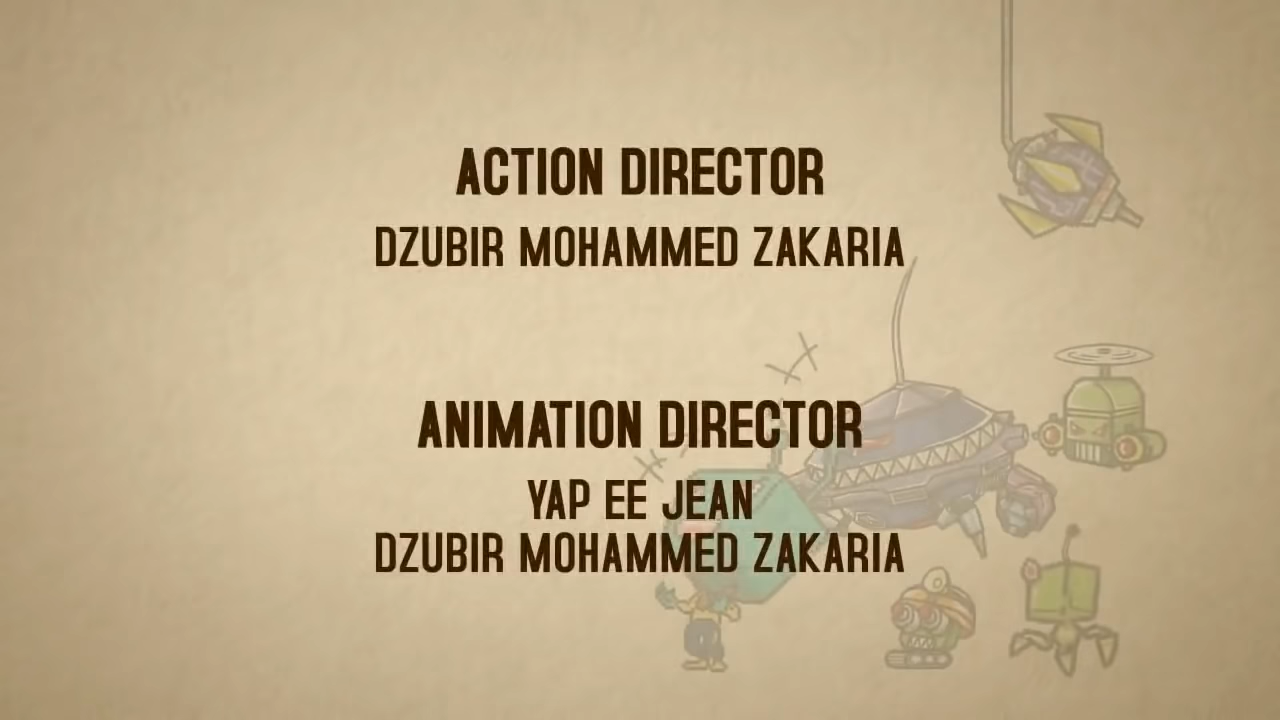 ACTION DIRECTOR
DZUBIR MOHAMMED ZAKARIA
ANIMATION DIRECTOR
YAP EE JEAN
DZUBIR MOHAMMED ZAKARIA